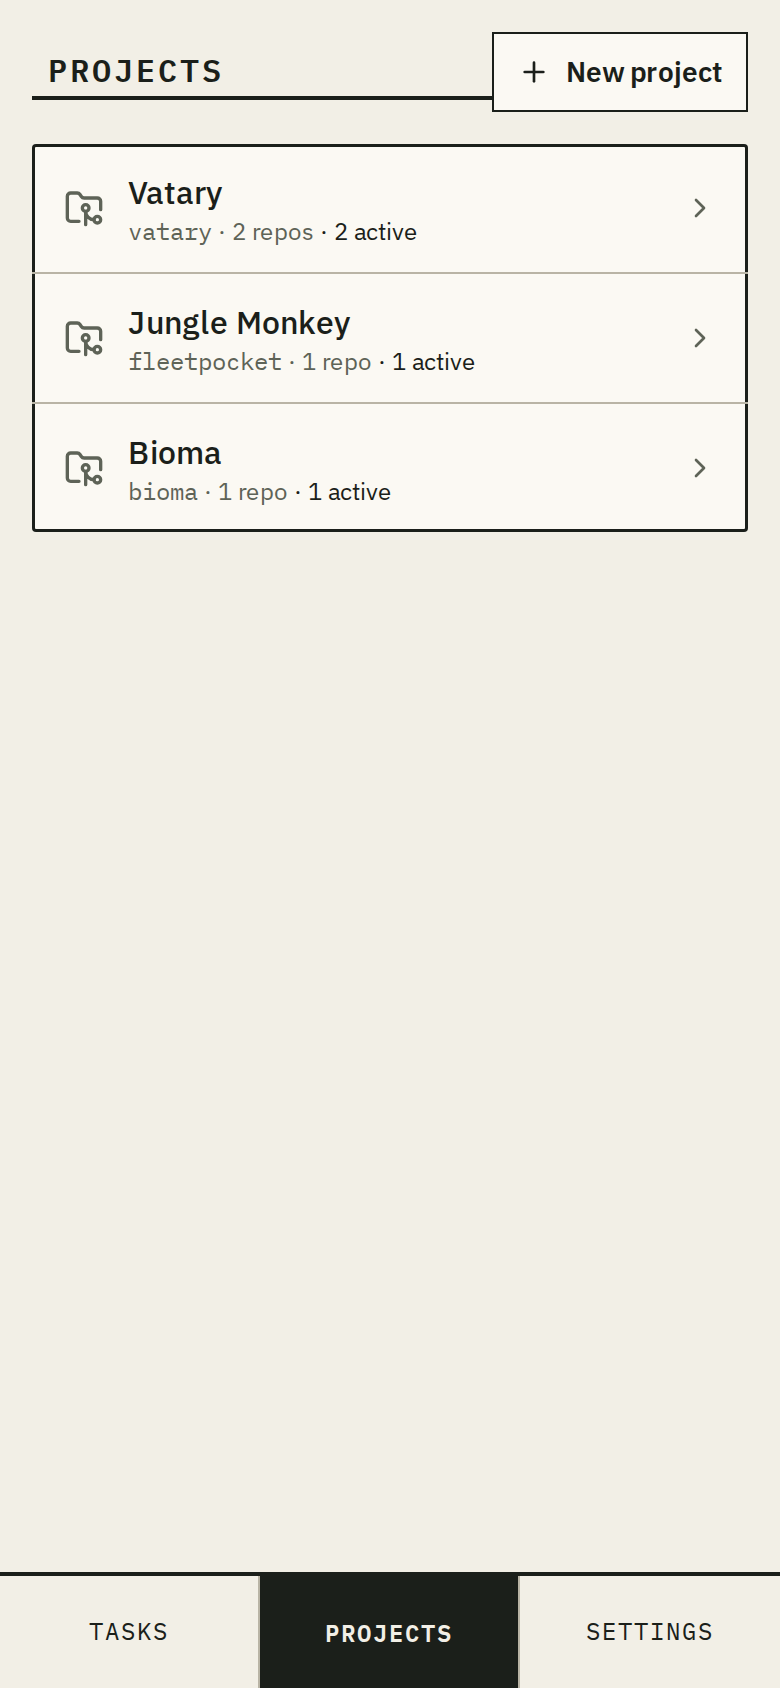 PROJECTS
New project
Vatary
vatary · 2 repos · 2 active
Jungle Monkey
fleetpocket · 1 repo · 1 active
Bioma
bioma · 1 repo · 1 active
TASKS
PROJECTS
SETTINGS